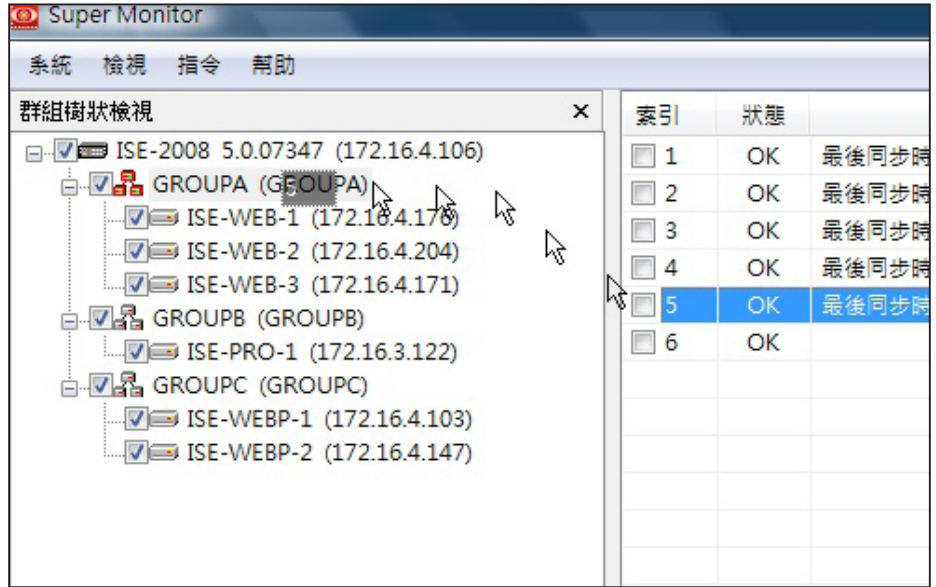 Super Monitor
系統 檢視 指令 幫助
群組樹狀檢視
ISE-2008 5.0.07347 (172.16.4.106)
GROUPA (GROUPA)
5
ISE-WEB-1 (172.16.4.176)
ISE-WEB-2 (172.16.4.204)
ISE-WEB-3 (172.16.4.171)
GROUPB (GROUPB)
ISE-PRO-1 (172.16.3.122)
GROUPC (GROUPC)
ISE-WEBP-1 (172.16.4.103)
ISE-WEBP-2 (172.16.4.147)
索引 狀態
1 OK 最後同步時
2 OK 最後同步時
3 OK 最後同步時
4 OK 最後同步時
5 OK 最後同步時
6 OK